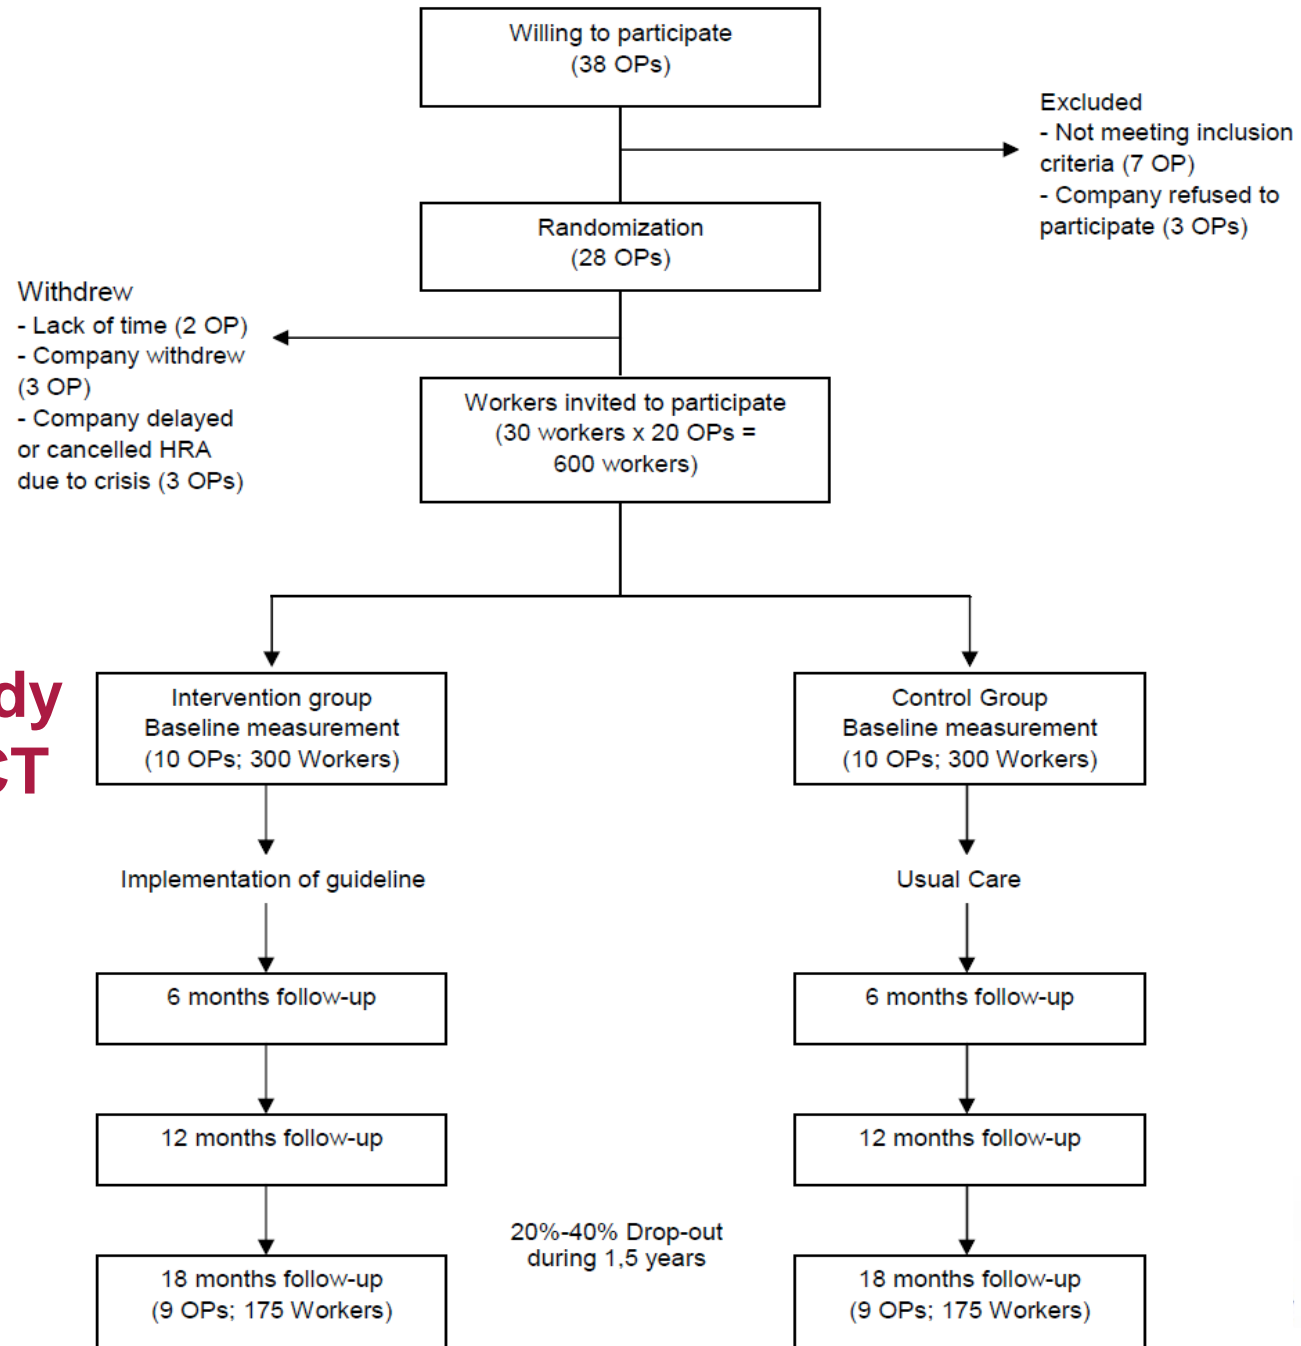 Willing to participate
(38 OPs)
Excluded
- Not meeting inclusion
criteria (7 OP)
- Company refused to
participate (3 OPs)
Randomization
(28 OPs)
Withdrew
- Lack of time (2 OP)
- Company withdrew
(3 OP)
- Company delayed
or cancelled HRA
due to crisis (3 OPs)
Workers invited to participate
(30 workers x 20 OPs =
600 workers)
dy
CT
Intervention group
Baseline measurement
(10 OPs; 300 Workers)
Control Group
Baseline measurement
(10 OPs; 300 Workers)
Implementation of guideline
Usual Care
6 months follow-up
6 months follow-up
12 months follow-up
12 months follow-up
20%-40% Drop-out
during 1,5 years
18 months follow-up
(9 OPs; 175 Workers)
18 months follow-up
(9 OPs; 175 Workers)